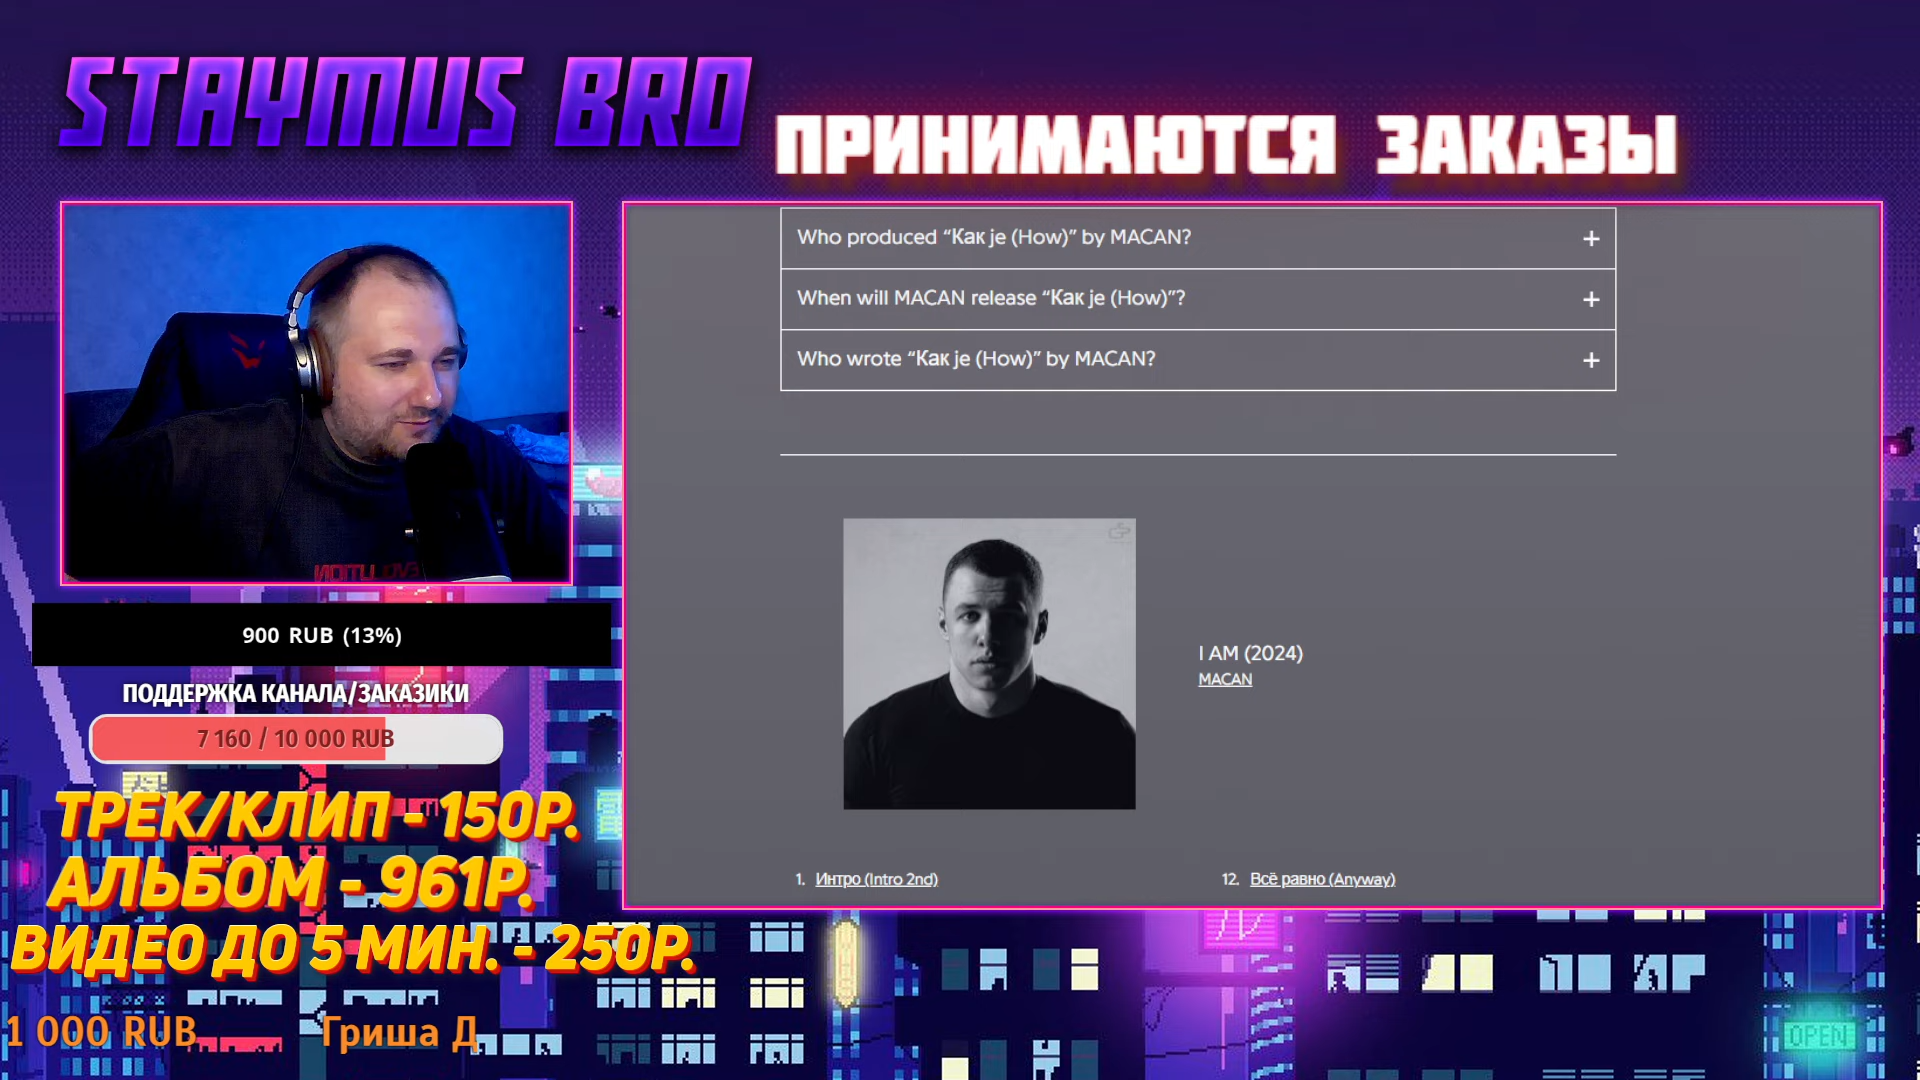 STAYMUS BRO
ПРИНИМАЮТСЯ ЗАКАЗЫ
Who produced “Как je (How)” by MACAN?
When will MACAN release “Как je (How)”?
Who wrote “Как je (How)” by MACAN?
I AM (2024)
MACAN
1. Интро (Intro 2nd)
12. Всё равно (Anyway)
900 RUB (13%)
ПОДДЕРЖКА КАНАЛА/ЗАКАЗИКИ
7 160 / 10 000 RUB
ТРЕК/КЛИП - 150Р.
АЛЬБОМ - 961Р.
ВИДЕО ДО 5 МИН. - 250Р.
1 000 RUB Гриша Д
OPEN